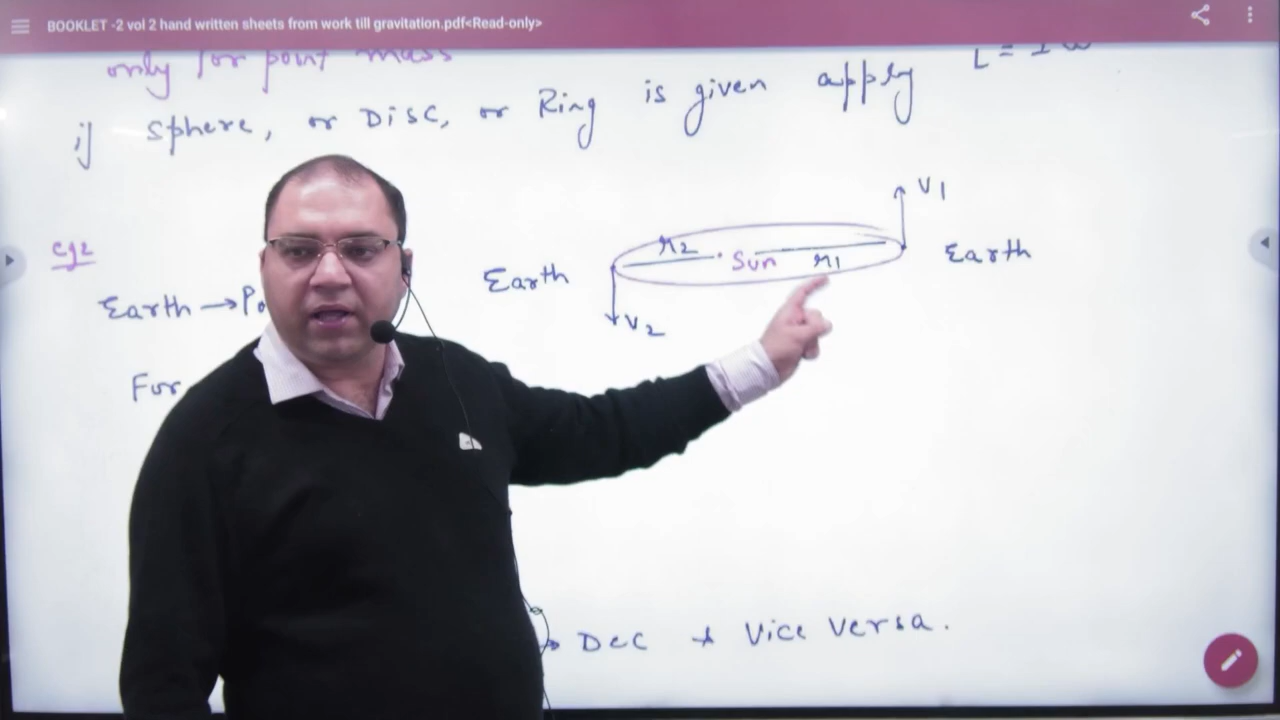 BOOKLET -2 vol 2 hand written sheets from work till gravitation.pdf<Read-only>
only for point mass
L = I ω
if sphere, or Disc, or Ring is given apply
eg2
Earth → Po
For
Earth
r2
Sun
r1
Earth
v1
v2
→ Dec & Vice Versa.